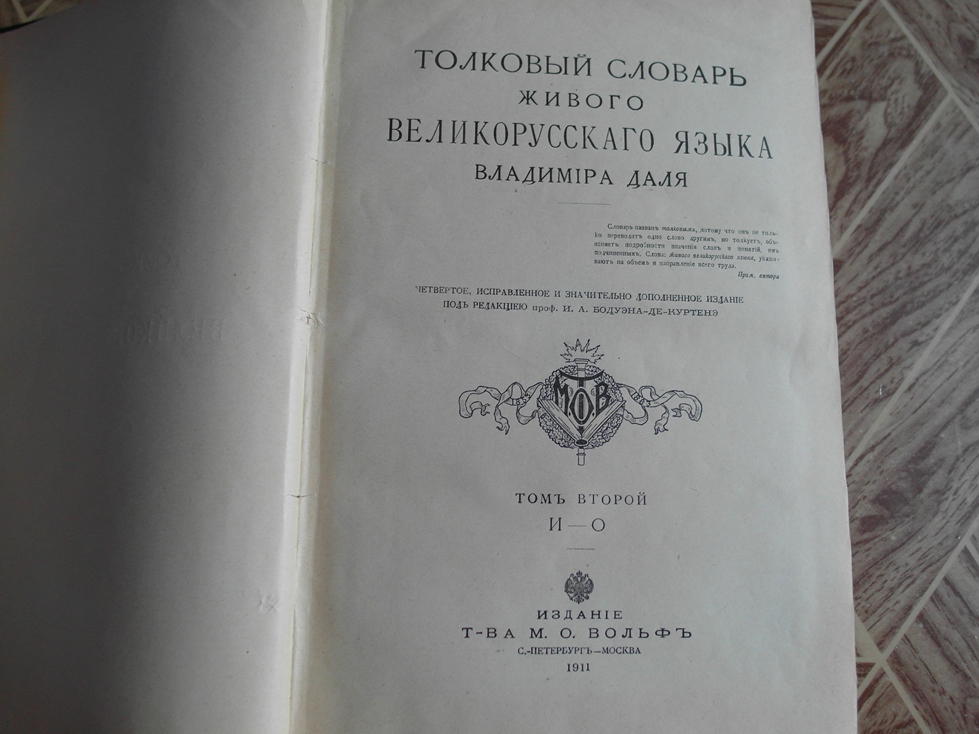 ТОЛКОВЫЙ СЛОВАРЬ
ЖИВОГО
ВЕЛИКОРУССКАГО ЯЗЫКА
ВЛАДИМІРА ДАЛЯ
Словарь названъ толковымъ, потому что онъ не толь-
ко переводитъ одно слово другимъ, но толкуетъ, объ-
ясняетъ подробности значенія словъ и понятій, имъ
подчиненныхъ. Слова: живого великорусскаго языка, указы-
ваютъ на объемъ и направленіе всего труда.
Прим. автора
ЧЕТВЕРТОЕ, ИСПРАВЛЕННОЕ И ЗНАЧИТЕЛЬНО ДОПОЛНЕННОЕ ИЗДАНІЕ
ПОДЪ РЕДАКЦІЕЮ проф. И. А. БОДУЭНА-ДЕ-КУРТЕНЭ
М.О.В
ТОМЪ ВТОРОЙ
И—О
ИЗДАНІЕ
Т-ВА М. О. ВОЛЬФЪ
С.-ПЕТЕРБУРГЪ—МОСКВА
1911